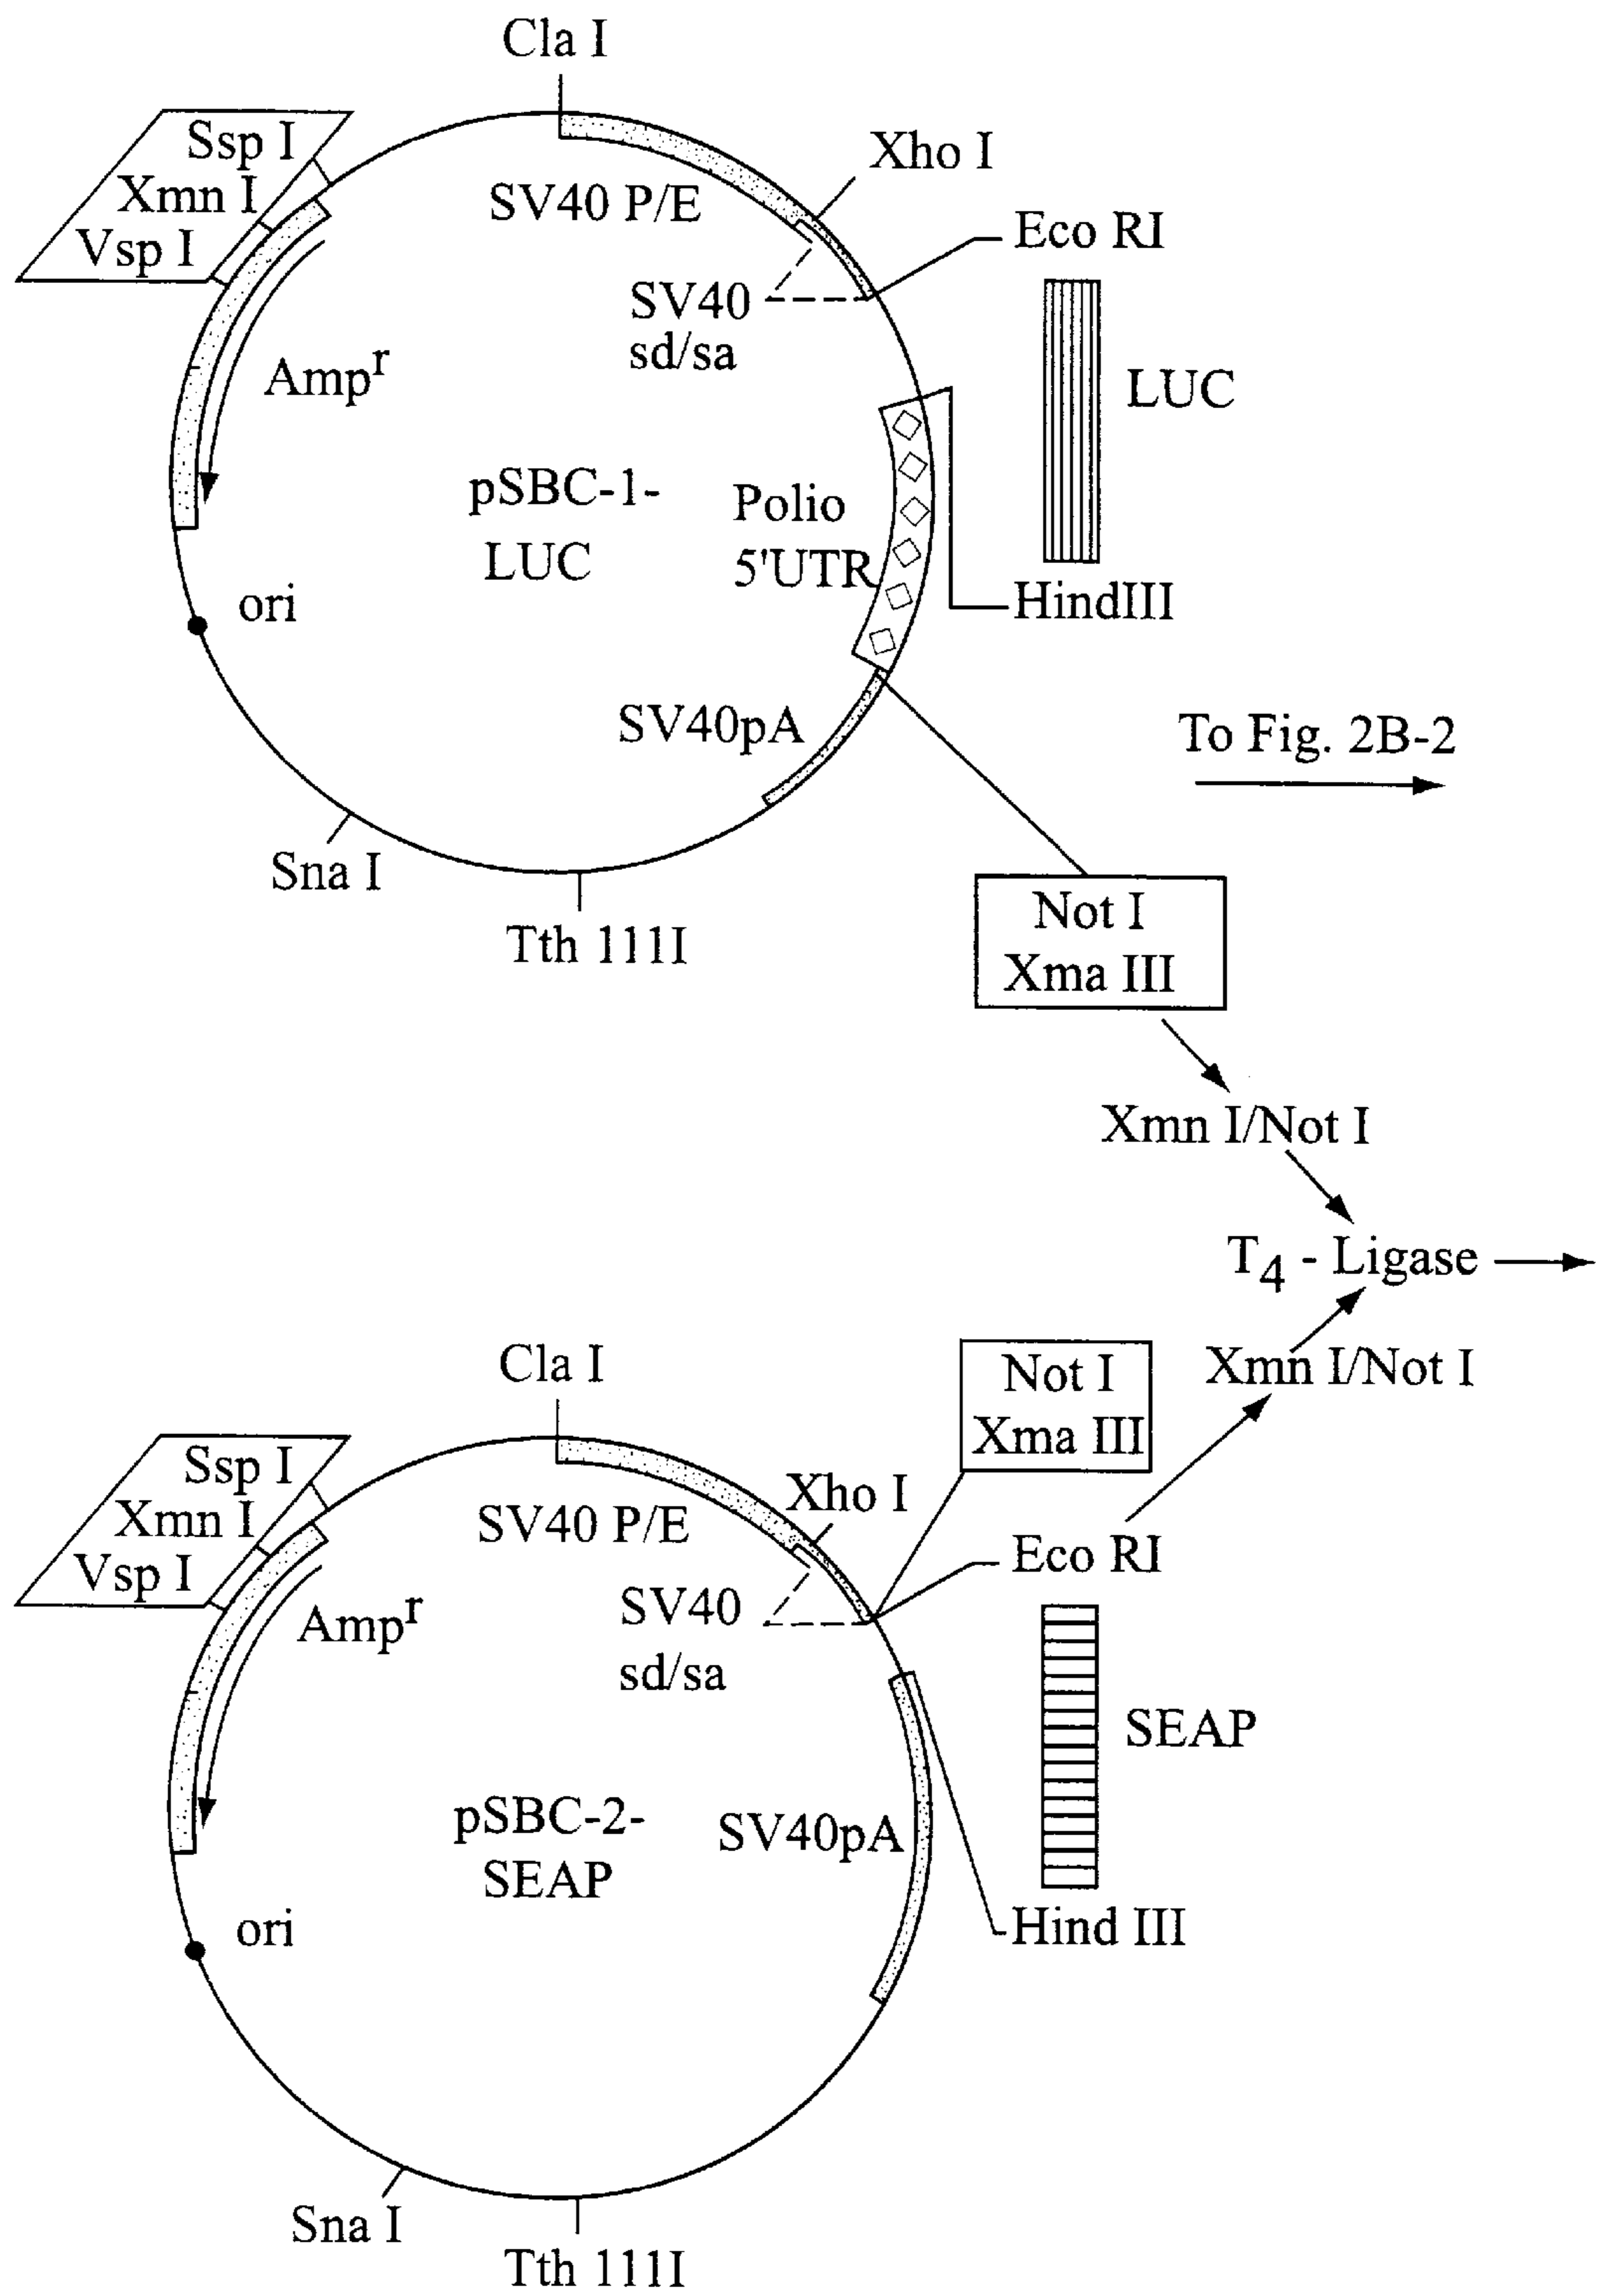 Cla I
Ssp I
Xmn I
Vsp I
Xho I
SV40 P/E
Eco RI
SV40
sd/sa
Amp^r
LUC
pSBC-1-
LUC
Polio
5'UTR
ori
HindIII
SV40pA
To Fig. 2B-2
Sna I
Tth 111I
Not I
Xma III
Xmn I/Not I
T4 - Ligase
Xmn I/Not I
Cla I
Not I
Xma III
Ssp I
Xmn I
Vsp I
Xho I
SV40 P/E
Eco RI
SV40
sd/sa
Amp^r
SEAP
pSBC-2-
SEAP
SV40pA
ori
Hind III
Sna I
Tth 111I